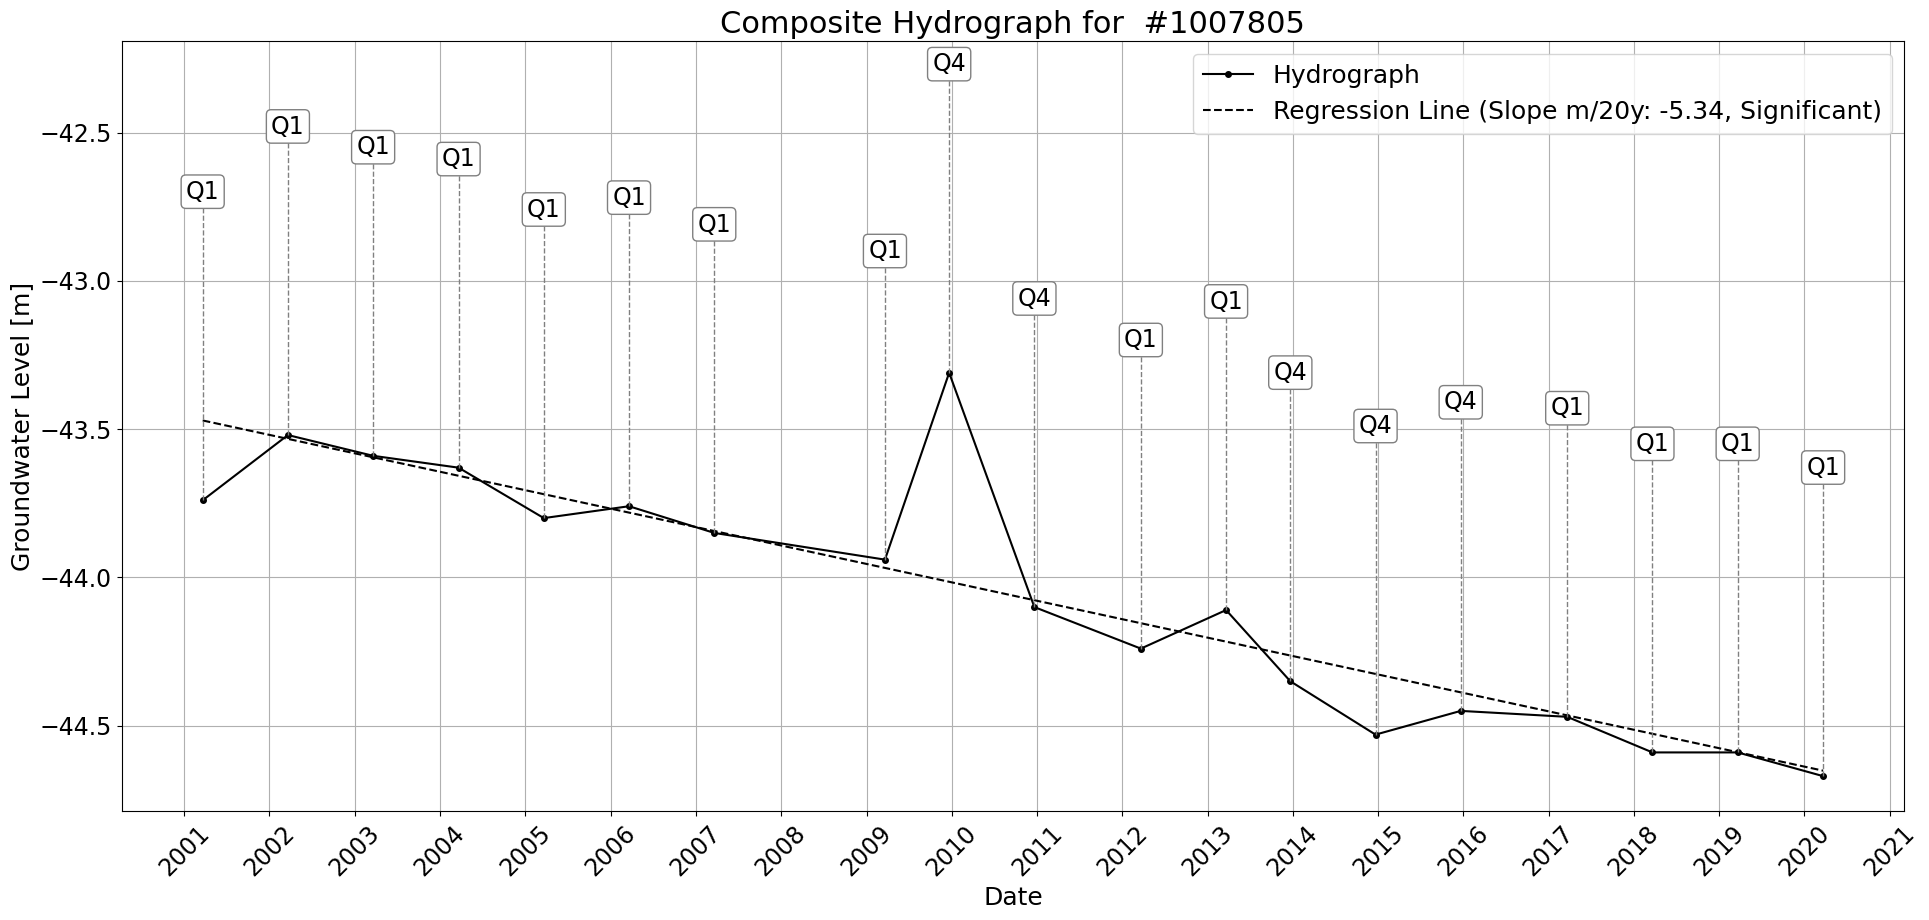 Composite Hydrograph for  #1007805
Hydrograph
Regression Line (Slope m/20y: -5.34, Significant)
Q1
Q1
Q1
Q1
Q1
Q1
Q1
Q1
Q4
Q4
Q1
Q1
Q4
Q4
Q4
Q1
Q1
Q1
Q1
Groundwater Level [m]
−42.5
−43.0
−43.5
−44.0
−44.5
2001
2002
2003
2004
2005
2006
2007
2008
2009
2010
2011
2012
2013
2014
2015
2016
2017
2018
2019
2020
2021
Date